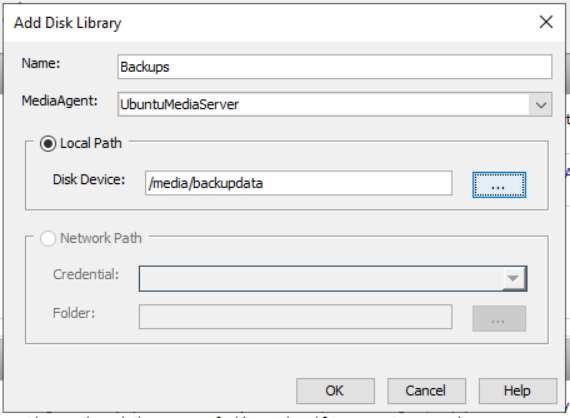 Add Disk Library
Name: Backups
MediaAgent: UbuntuMediaServer
Local Path
Disk Device: /media/backupdata ...
Network Path
Credential:
Folder: ...
OK Cancel Help